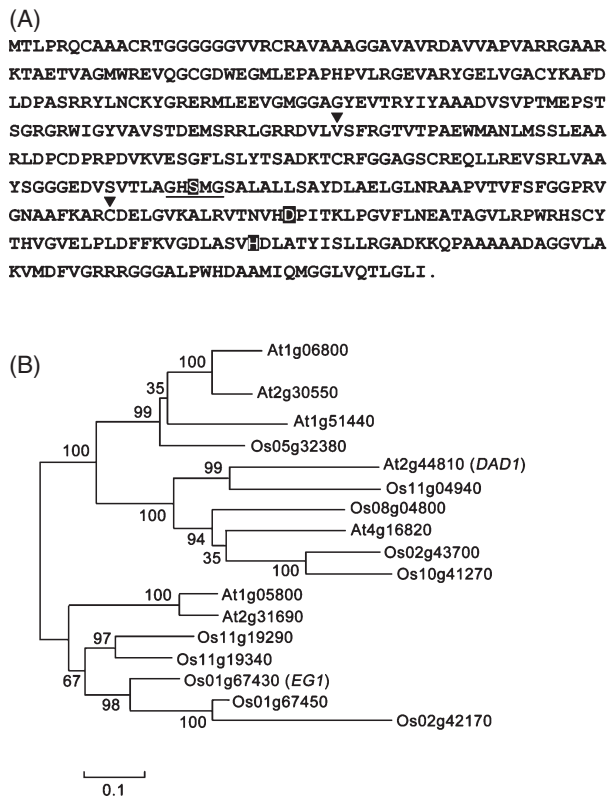 (A)
MTLPRQCAAACRTGGGGGGVVRCRAVAAAGGAVAVRDAVVAPVARRGAAR
KTAETVAGMWREVQGCGDWEGMLEPAPHPVLRGEVARYGELVGACYKAFD
LDPASRRYLNCKYGRERMLEEVGMGGAGYEVTRYIYAAADVSVPTMEPST
SGRGRWIGYVAVSTDEMSRRLGRRDVLVSFRGTVTPAEWMANLMSSLEAA
RLDPCDPRPDVKVESGFLSLYTSADKTCRFGGAGSCREQLLREVSRLVAA
YSGGGEDVSVTLAGHSMGSALALLSAYDLAELGLNRAAPVTVFSFGGPRV
GNAAFKARCDELGVKALRVTNVHDPITKLPGVFLNEATAGVLRPWRHSCY
THVGVELPLDFFKVGDLASVHDLATYISLLRGADKKQPAAAAADAGGVLA
KVMDFVGRRRGGGALPWHDAAMIQMGGLVQTLGLI.
(B)
At1g06800
100
35
At2g30550
99
At1g51440
Os05g32380
100
99
At2g44810 (DAD1)
Os11g04940
100
Os08g04800
94
At4g16820
35
Os02g43700
100
Os10g41270
100
At1g05800
At2g31690
97
Os11g19290
Os11g19340
67
Os01g67430 (EG1)
98
Os01g67450
100
Os02g42170
0.1